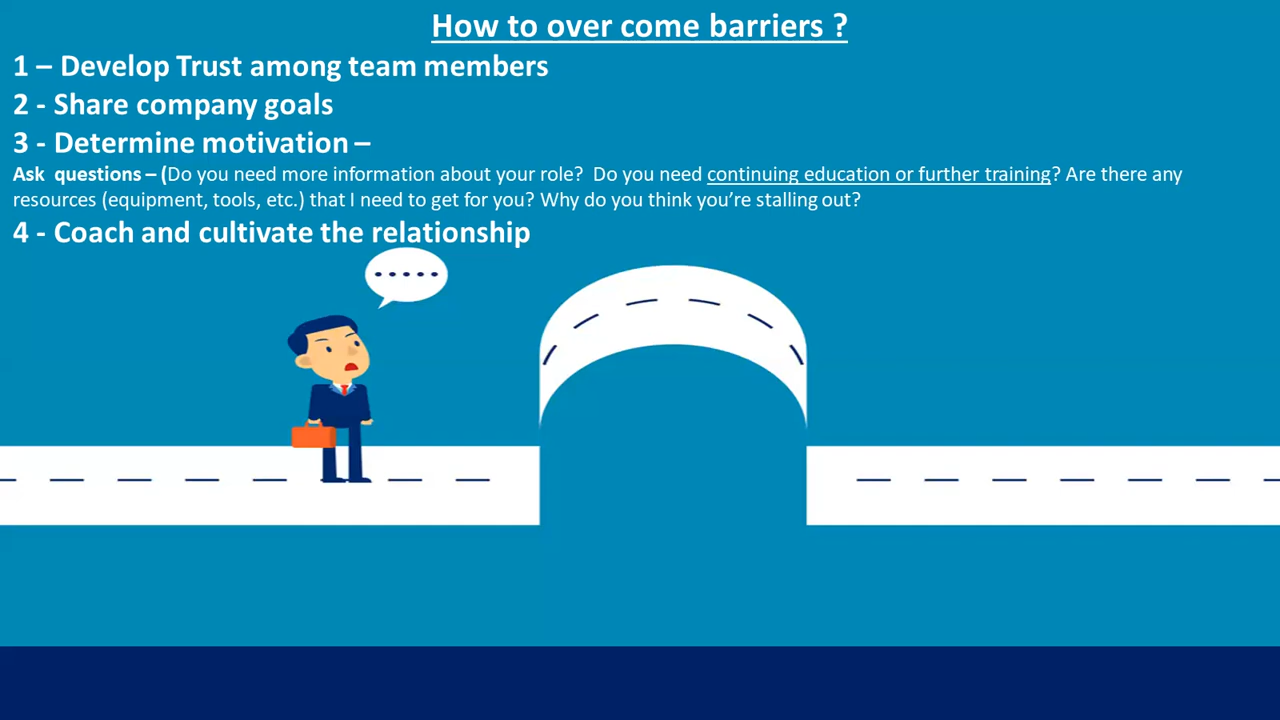 How to over come barriers ?
1 – Develop Trust among team members
2 - Share company goals
3 - Determine motivation –
Ask  questions – (Do you need more information about your role?  Do you need continuing education or further training? Are there any
resources (equipment, tools, etc.) that I need to get for you? Why do you think you’re stalling out?
4 - Coach and cultivate the relationship